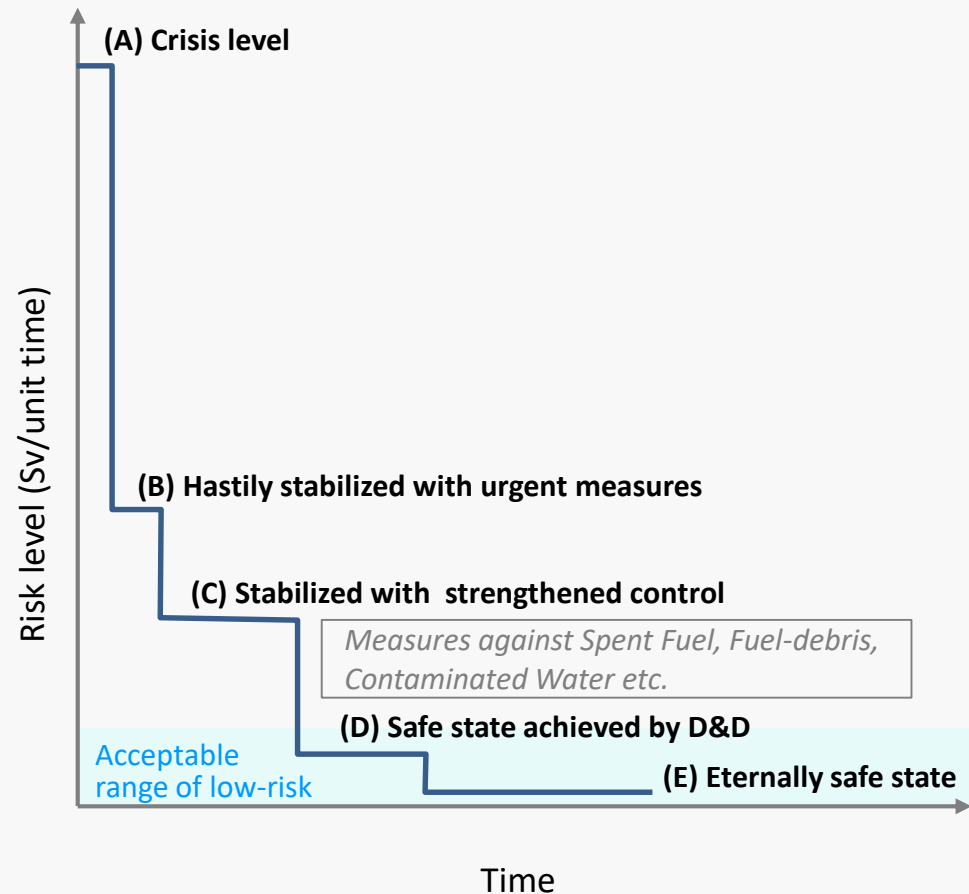 (A) Crisis level
Risk level (Sv/unit time)
(B) Hastily stabilized with urgent measures
(C) Stabilized with strengthened control
Measures against Spent Fuel, Fuel-debris,
Contaminated Water etc.
(D) Safe state achieved by D&D
Acceptable
range of low-risk
(E) Eternally safe state
Time